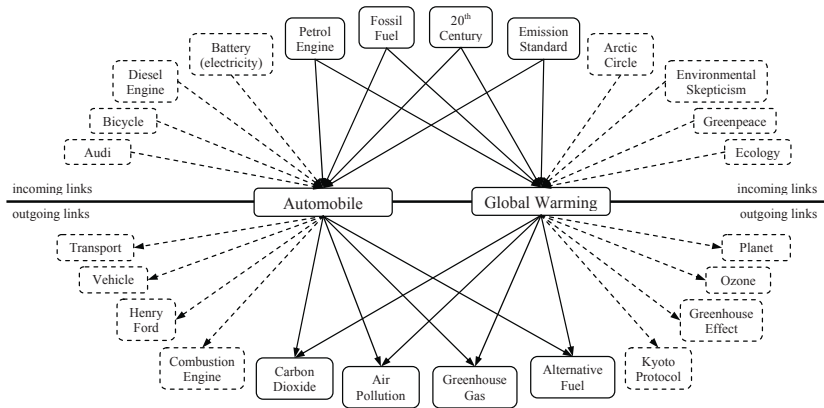 Petrol
Engine
Fossil
Fuel
20th
Century
Emission
Standard
Battery
(electricity)
Arctic
Circle
Diesel
Engine
Environmental
Skepticism
Bicycle
Greenpeace
Audi
Ecology
incoming links
incoming links
Automobile
Global Warming
outgoing links
outgoing links
Transport
Planet
Vehicle
Ozone
Henry
Ford
Greenhouse
Effect
Combustion
Engine
Carbon
Dioxide
Air
Pollution
Greenhouse
Gas
Alternative
Fuel
Kyoto
Protocol